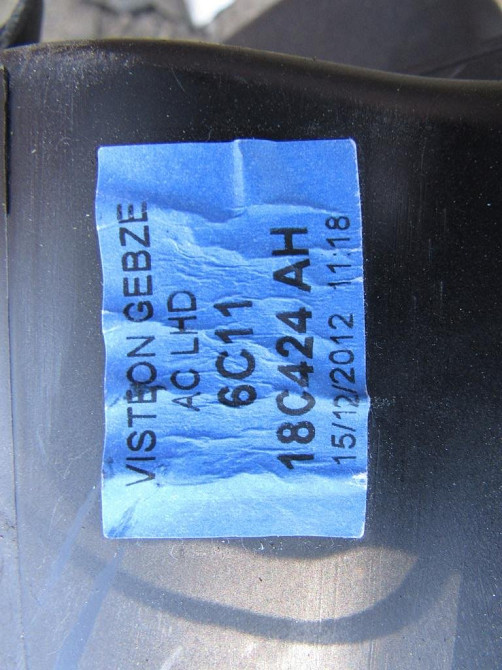 VISTEON GEBZE
AC LHD
6C11
18C424 AH
15/12/2012 11:18